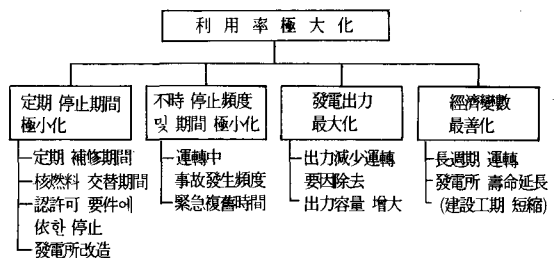 利用率極大化
定期 停止期間
極小化
不時 停止頻度
및 期間 極小化
發電出力
最大化
經濟變數
最善化
定期 補修期間
核燃料 交替期間
認許可 要件에
依한 停止
發電所改造
運轉中
事故發生頻度
緊急復舊時間
出力減少運轉
要因除去
出力容量 增大
長週期 運轉
發電所 壽命延長
(建設工期 短縮)